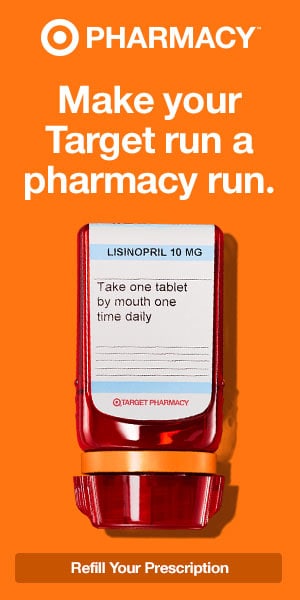 PHARMACY™
Make your
Target run a
pharmacy run.
LISINOPRIL 10 MG
Take one tablet
by mouth one
time daily
TARGET PHARMACY
Refill Your Prescription